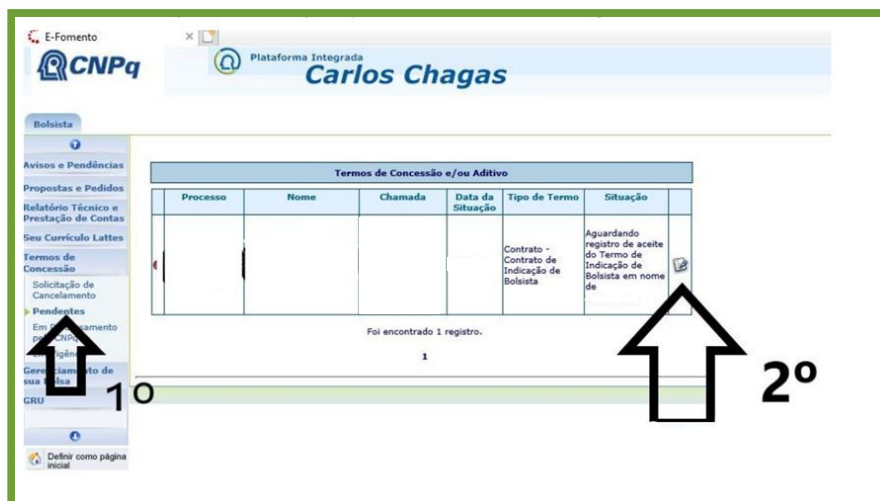 E-Fomento
CNPq
Plataforma Integrada
Carlos Chagas
Bolsista
Avisos e Pendências
Propostas e Pedidos
Relatório Técnico e
Prestação de Contas
Seu Currículo Lattes
Termos de
Concessão
Solicitação de
Cancelamento
Pendentes
Em
CNPq
Gerenciamento de
sua Bolsa
GRU
Definir como página
inicial
1º
Termos de Concessão e/ou Aditivo
Processo Nome Chamada Data da Situação Tipo de Termo Situação
Contrato -
Contrato de
Indicação de
Bolsista
Aguardando
registro de aceite
do Termo de
Indicação de
Bolsista em nome
de
Foi encontrado 1 registro.
1
2º